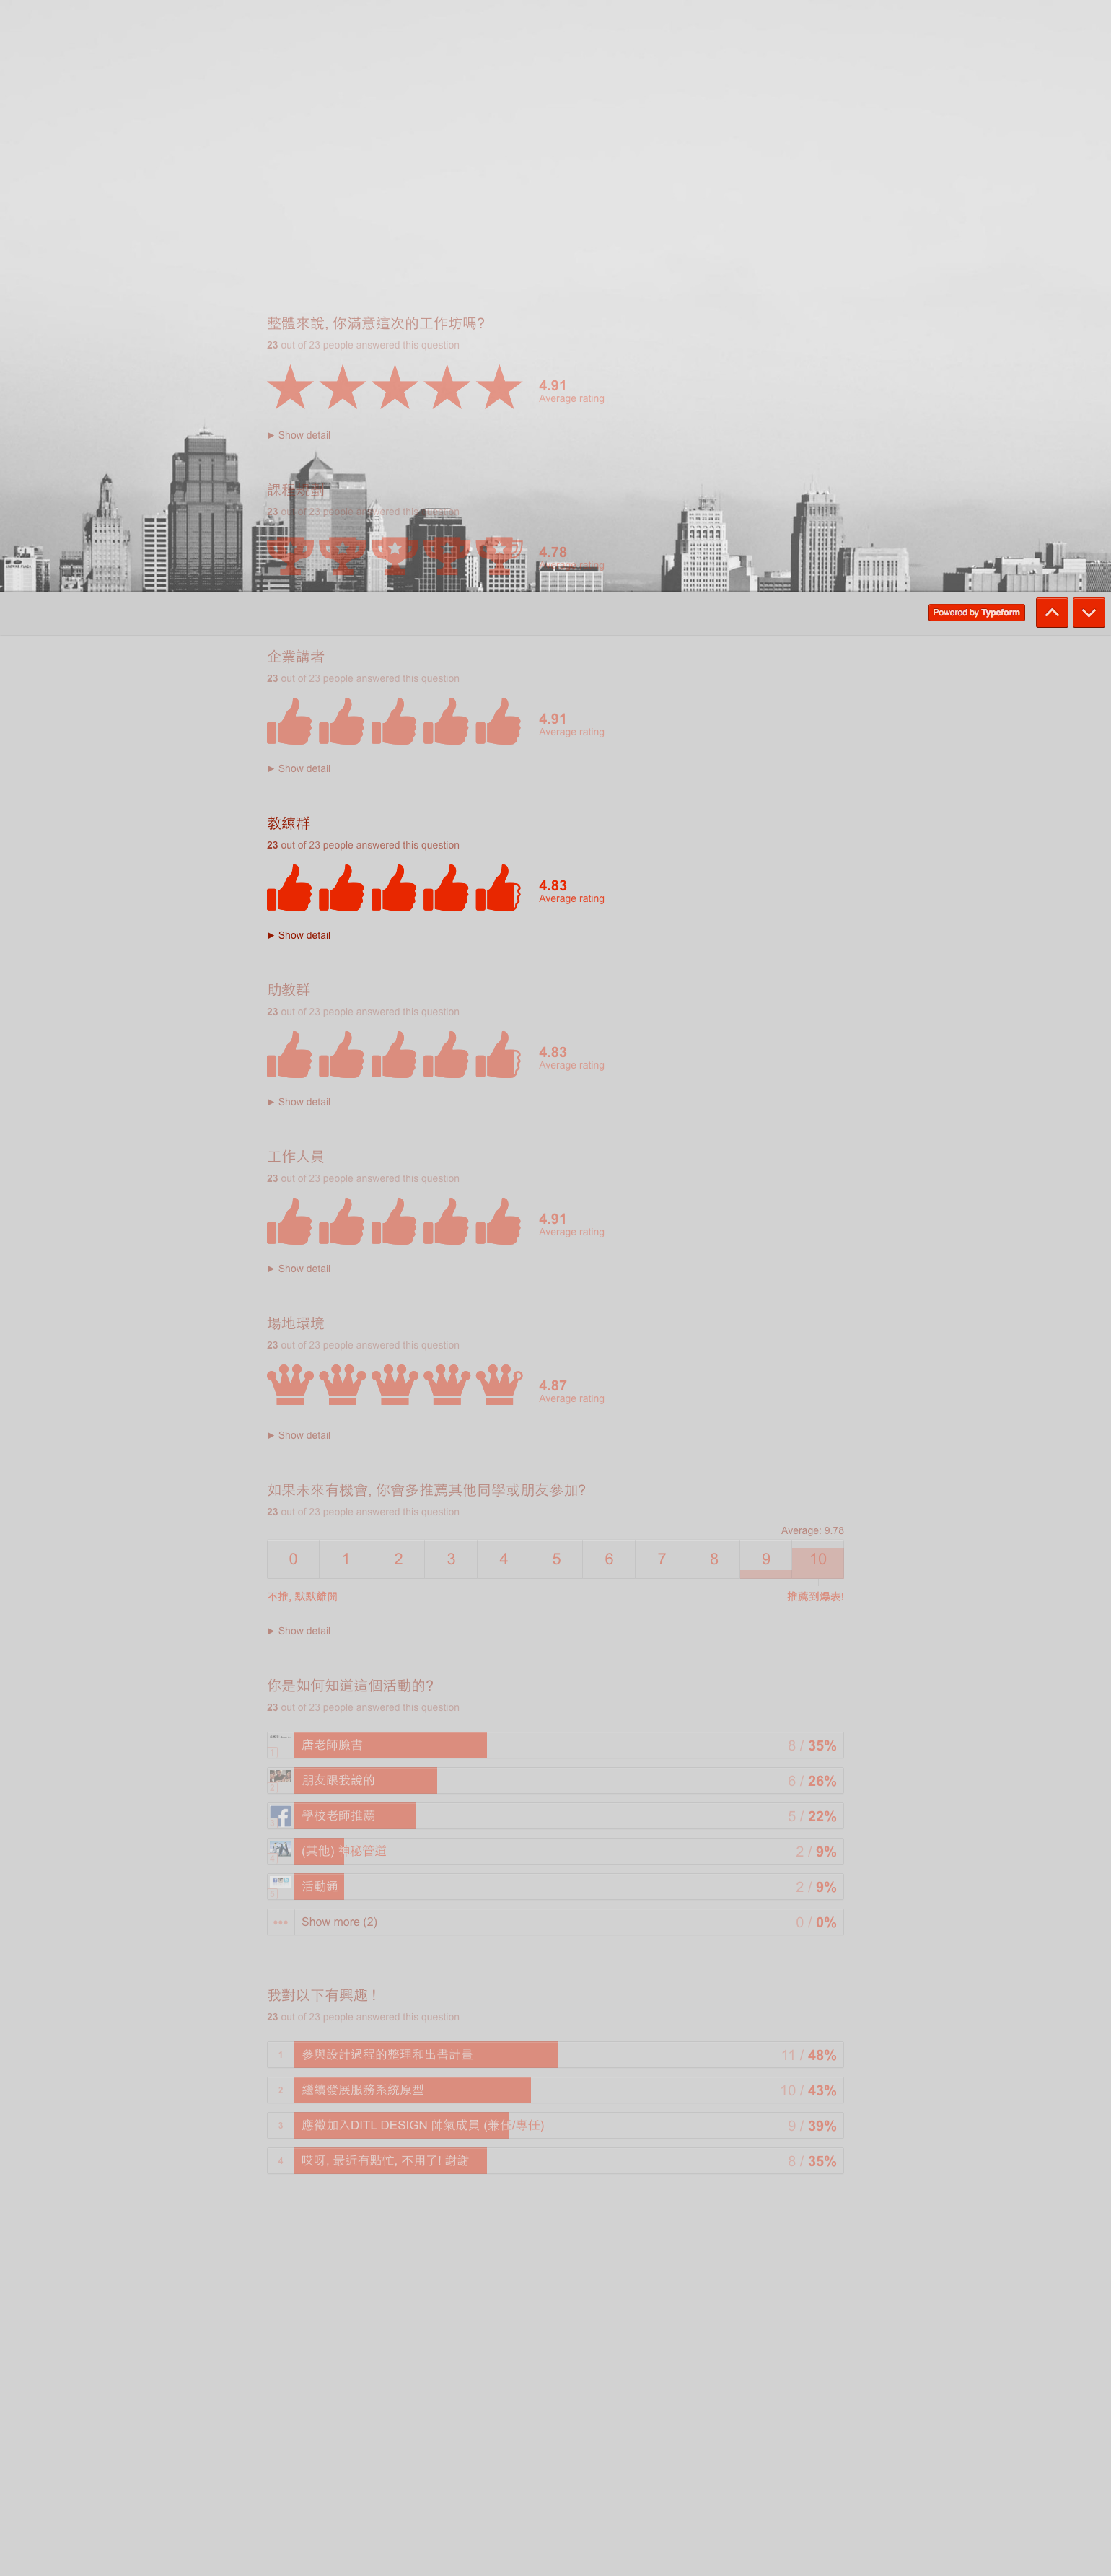 整體來說, 你滿意這次的工作坊嗎?
23 out of 23 people answered this question
4.91
Average rating
► Show detail
課程規劃
23 out of 23 people answered this question
4.78
Average rating
Powered by Typeform
企業講者
23 out of 23 people answered this question
4.91
Average rating
► Show detail
教練群
23 out of 23 people answered this question
4.83
Average rating
► Show detail
助教群
23 out of 23 people answered this question
4.83
Average rating
► Show detail
工作人員
23 out of 23 people answered this question
4.91
Average rating
► Show detail
場地環境
23 out of 23 people answered this question
4.87
Average rating
► Show detail
如果未來有機會, 你會多推薦其他同學或朋友參加?
23 out of 23 people answered this question
Average: 9.78
0 1 2 3 4 5 6 7 8 9 10
不推, 默默離開 推薦到爆表!
► Show detail
你是如何知道這個活動的?
23 out of 23 people answered this question
1 唐老師臉書 8 / 35%
2 朋友跟我說的 6 / 26%
學校老師推薦 5 / 22%
4 (其他) 神秘管道 2 / 9%
5 活動通 2 / 9%
••• Show more (2) 0 / 0%
我對以下有興趣 !
23 out of 23 people answered this question
1 參與設計過程的整理和出書計畫 11 / 48%
2 繼續發展服務系統原型 10 / 43%
3 應徵加入DITL DESIGN 帥氣成員 (兼任/專任) 9 / 39%
4 哎呀, 最近有點忙, 不用了! 謝謝 8 / 35%